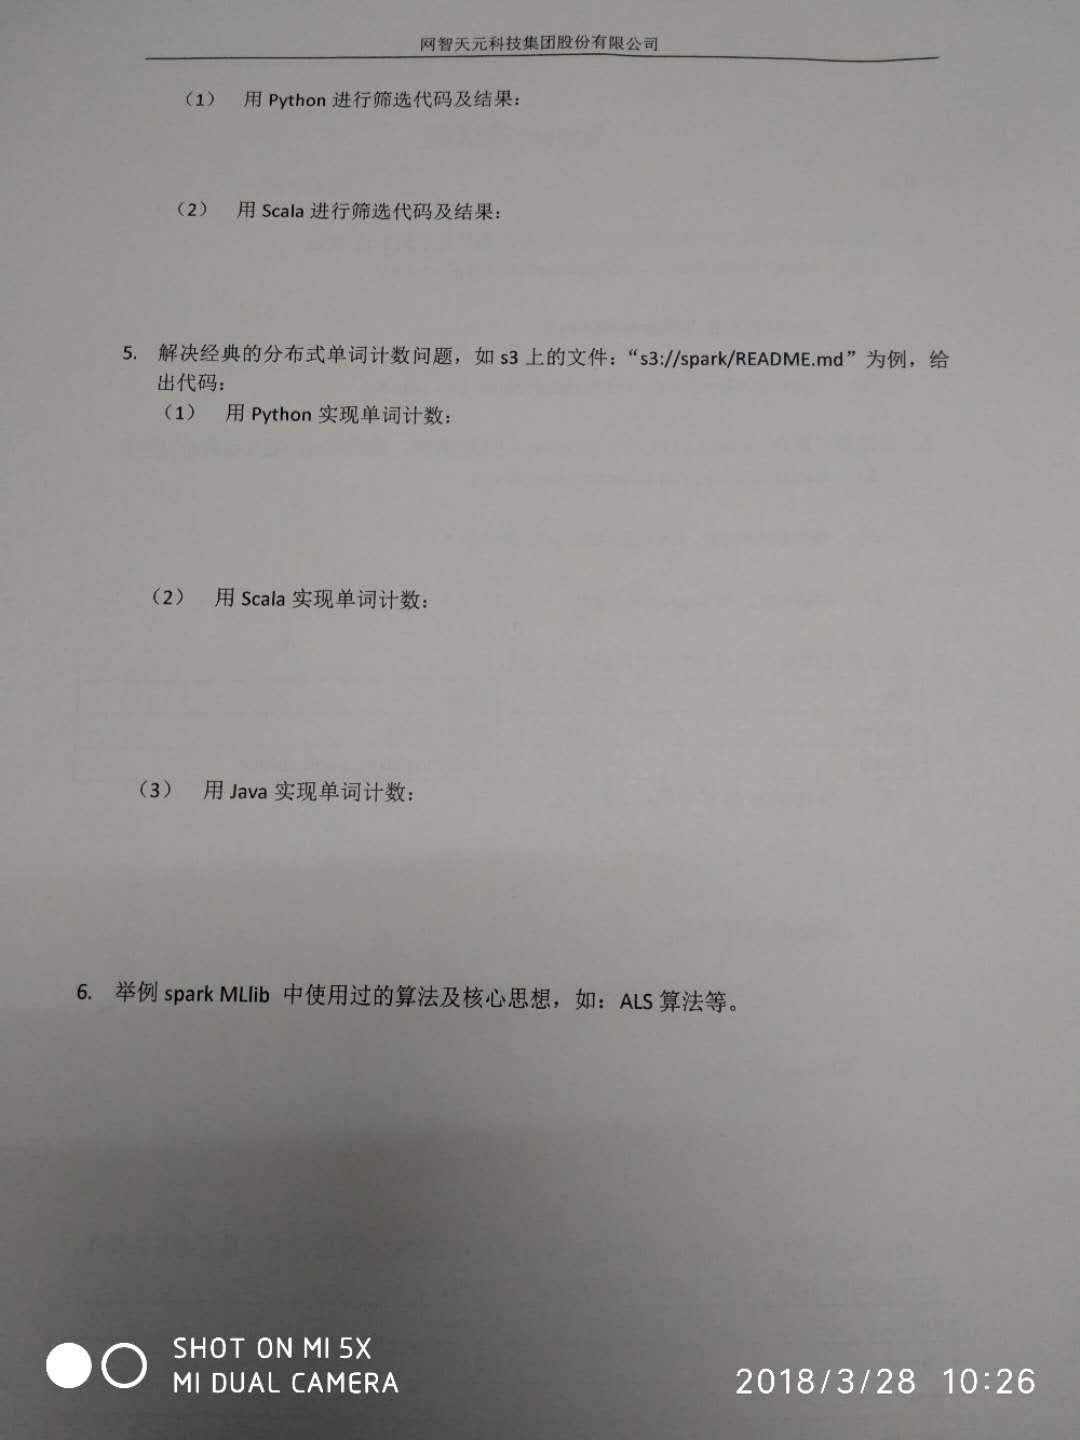 网智天元科技集团股份有限公司
（1） 用 Python 进行筛选代码及结果：
（2） 用 Scala 进行筛选代码及结果：
5. 解决经典的分布式单词计数问题，如 s3 上的文件：“s3://spark/README.md”为例，给
出代码：
（1） 用 Python 实现单词计数：
（2） 用 Scala 实现单词计数：
（3） 用 Java 实现单词计数：
6. 举例 spark MLlib 中使用过的算法及核心思想，如：ALS 算法等。
SHOT ON MI 5X
MI DUAL CAMERA
2018/3/28 10:26